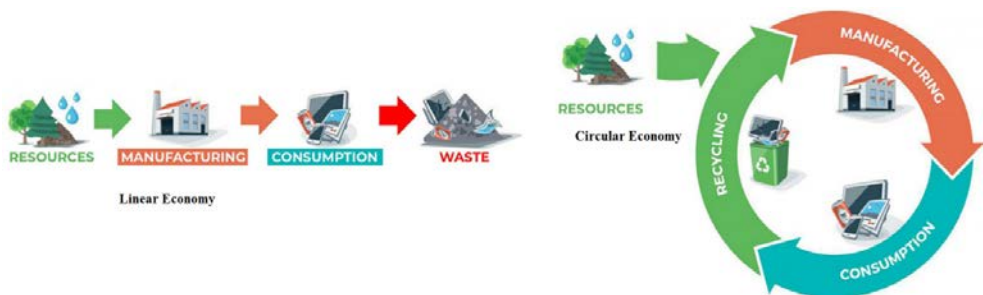 RESOURCES
MANUFACTURING
CONSUMPTION
WASTE
Linear Economy
RESOURCES
Circular Economy
MANUFACTURING
CONSUMPTION
RECYCLING